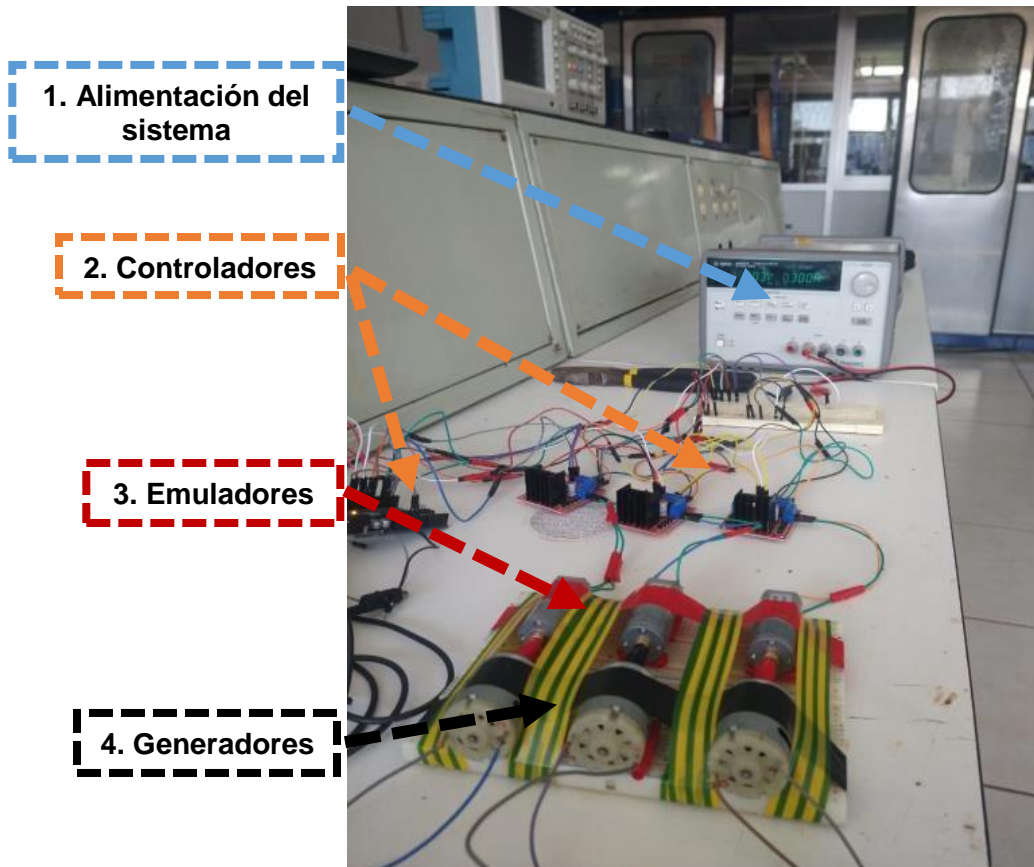 1. Alimentación del
sistema
2. Controladores
3. Emuladores
4. Generadores